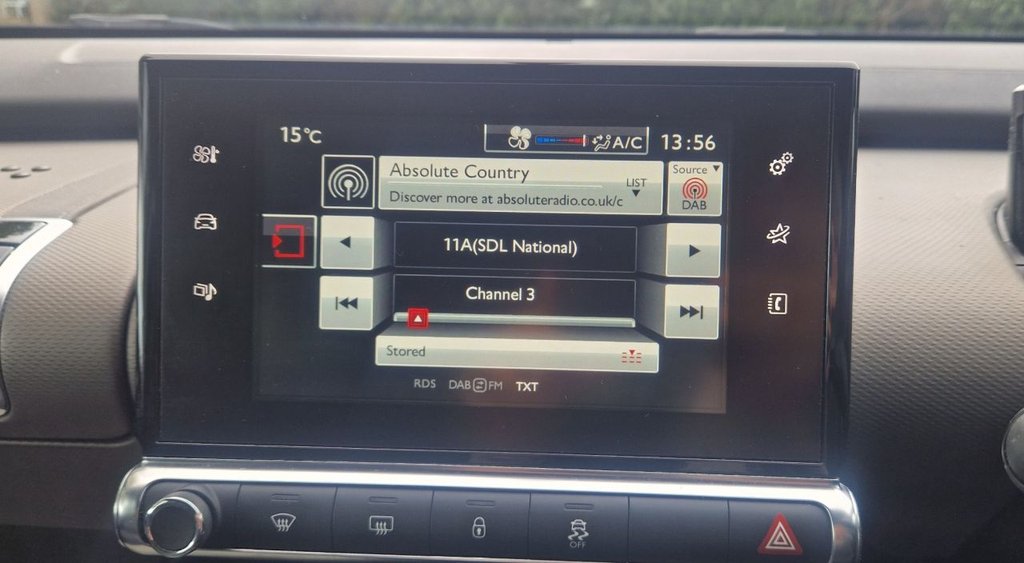 15°C
A/C
13:56
Absolute Country
LIST
Discover more at absoluteradio.co.uk/c
Source
DAB
11A(SDL National)
Channel 3
Stored
RDS
DAB FM
TXT
OFF